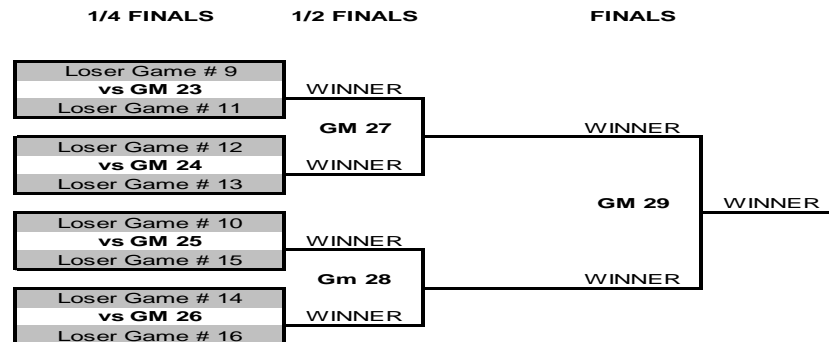 1/4 FINALS 1/2 FINALS FINALS
Loser Game # 9
vs GM 23 WINNER
Loser Game # 11
GM 27 WINNER
Loser Game # 12
vs GM 24 WINNER
Loser Game # 13
GM 29 WINNER
Loser Game # 10
vs GM 25 WINNER
Loser Game # 15
Gm 28 WINNER
Loser Game # 14
vs GM 26 WINNER
Loser Game # 16